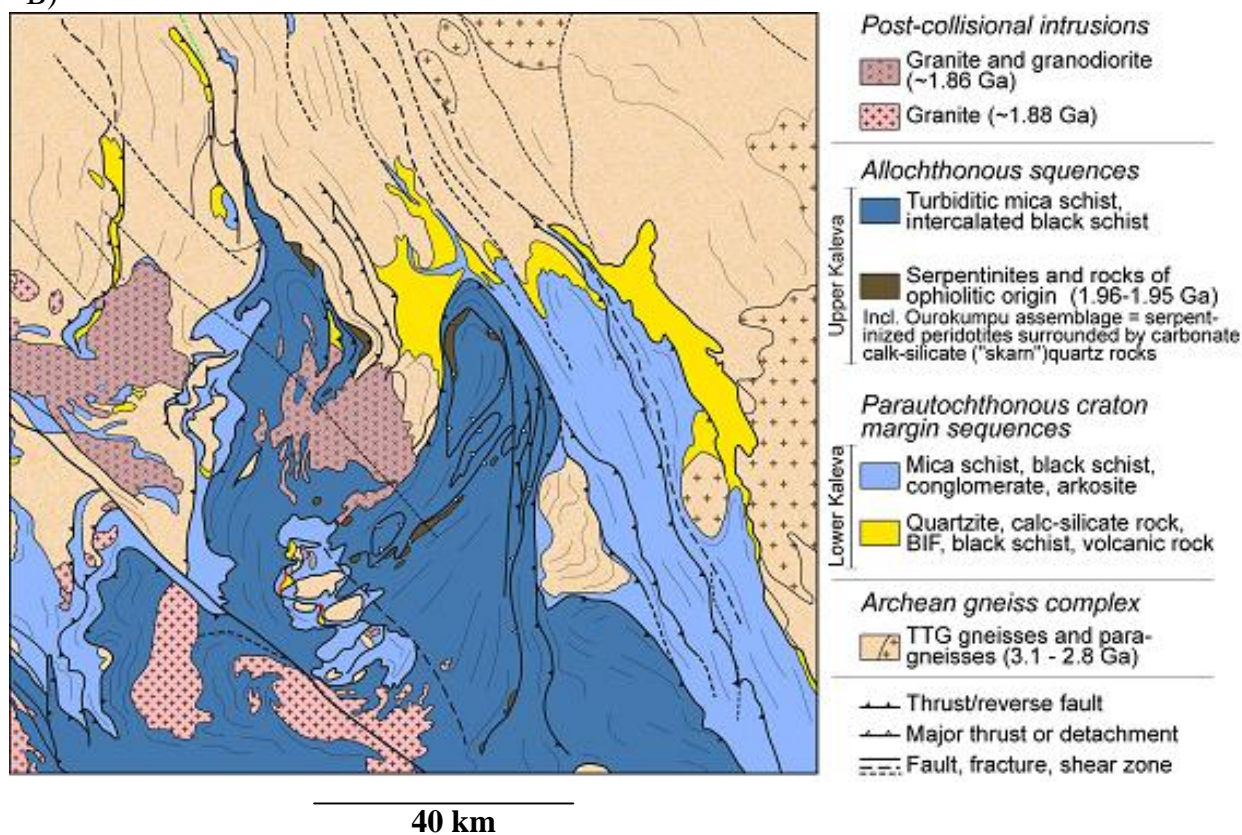 B)
Post-collisional intrusions
Granite and granodiorite
(~1.86 Ga)
Granite (~1.88 Ga)
Allochthonous squences
Upper Kaleva
Turbiditic mica schist,
intercalated black schist
Serpentinites and rocks of
ophiolitic origin (1.96-1.95 Ga)
Incl. Ourokumpu assemblage = serpent-
inized peridotites surrounded by carbonate
calk-silicate ("skarn")quartz rocks
Parautochthonous craton
margin sequences
Lower Kaleva
Mica schist, black schist,
conglomerate, arkosite
Quartzite, calc-silicate rock,
BIF, black schist, volcanic rock
Archean gneiss complex
TTG gneisses and para-
gneisses (3.1 - 2.8 Ga)
Thrust/reverse fault
Major thrust or detachment
Fault, fracture, shear zone
40 km